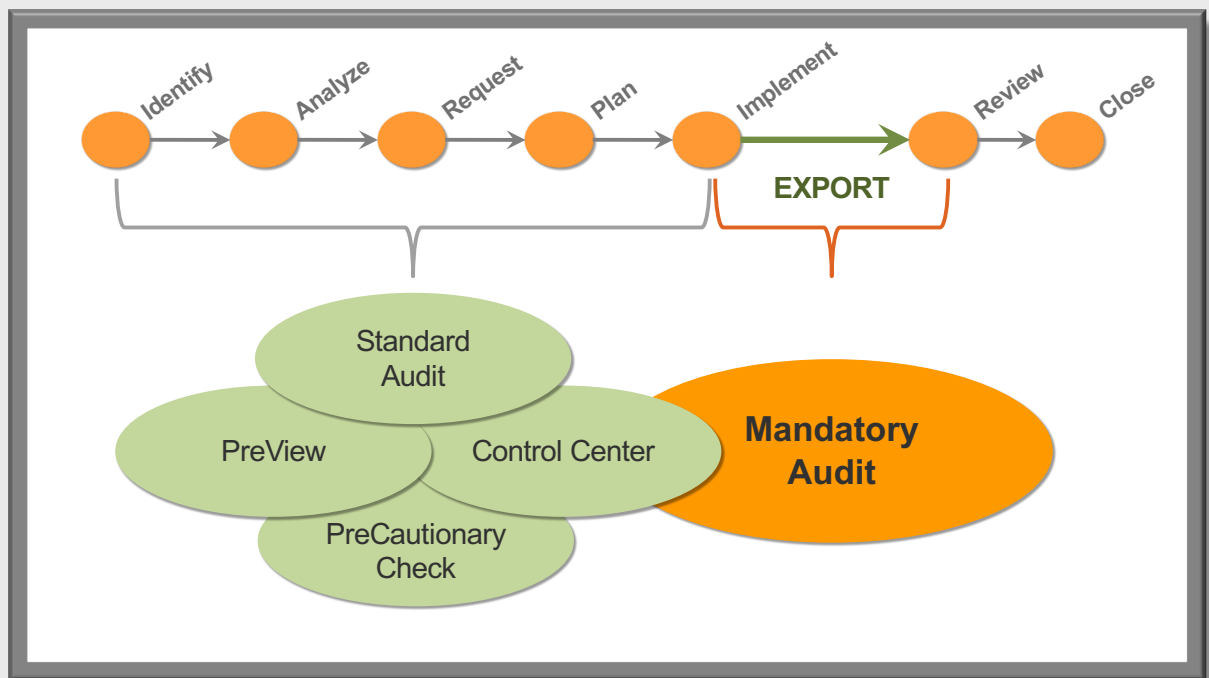 Identify
Analyze
Request
Plan
Implement
Review
Close
EXPORT
Standard
Audit
PreView
Control Center
PreCautionary
Check
Mandatory
Audit